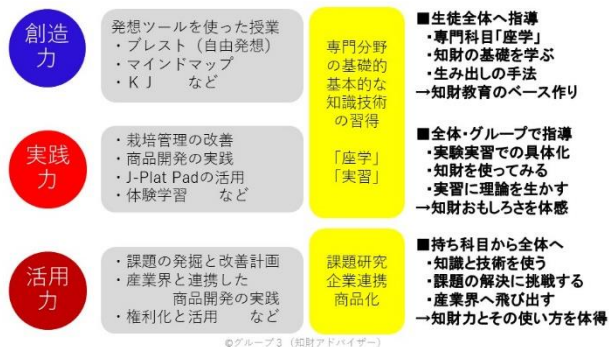 創造
力
発想ツールを使った授業
・ブレスト（自由発想）
・マインドマップ
・ＫＪ　など
専門分野
の基礎的
基本的な
知識技術
の習得
「座学」
「実習」
■生徒全体へ指導
・専門科目「座学」
・知財の基礎を学ぶ
・生み出しの手法
→知財教育のベース作り
実践
力
・栽培管理の改善
・商品開発の実践
・J-Plat Padの活用
・体験学習　など
■全体・グループで指導
・実験実習での具体化
・知財を使ってみる
・実習に理論を生かす
→知財おもしろさを体感
活用
力
・課題の発掘と改善計画
・産業界と連携した
商品開発の実践
・権利化と活用　など
課題研究
企業連携
商品化
■持ち科目から全体へ
・知識と技術を使う
・課題の解決に挑戦する
・産業界へ飛び出す
→知財力とその使い方を体得
©グループ３（知財アドバイザー）